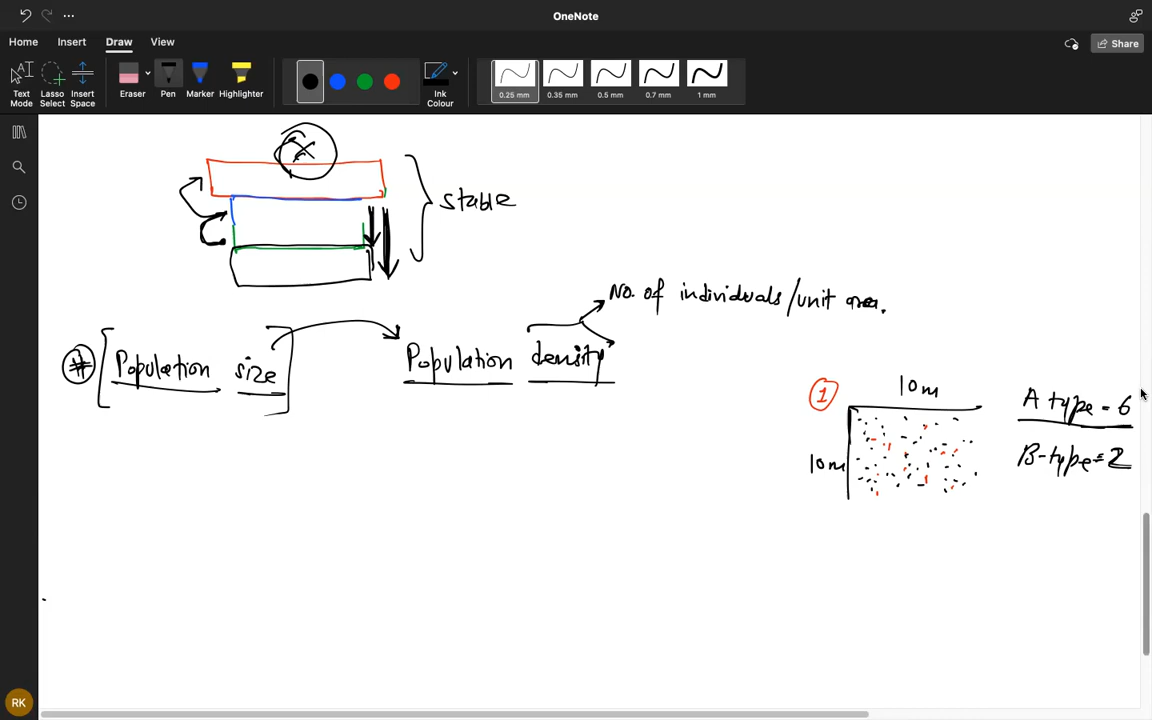 OneNote
Home Insert Draw View
Share
Text Mode
Lasso Select
Insert Space
Eraser
Pen
Marker
Highlighter
Ink Colour
0.25 mm
0.35 mm
0.5 mm
0.7 mm
1 mm
stable
No. of individuals/unit area.
# [Population size]
Population density
1
10m
10m
A type = 6
B-type = 2
RK